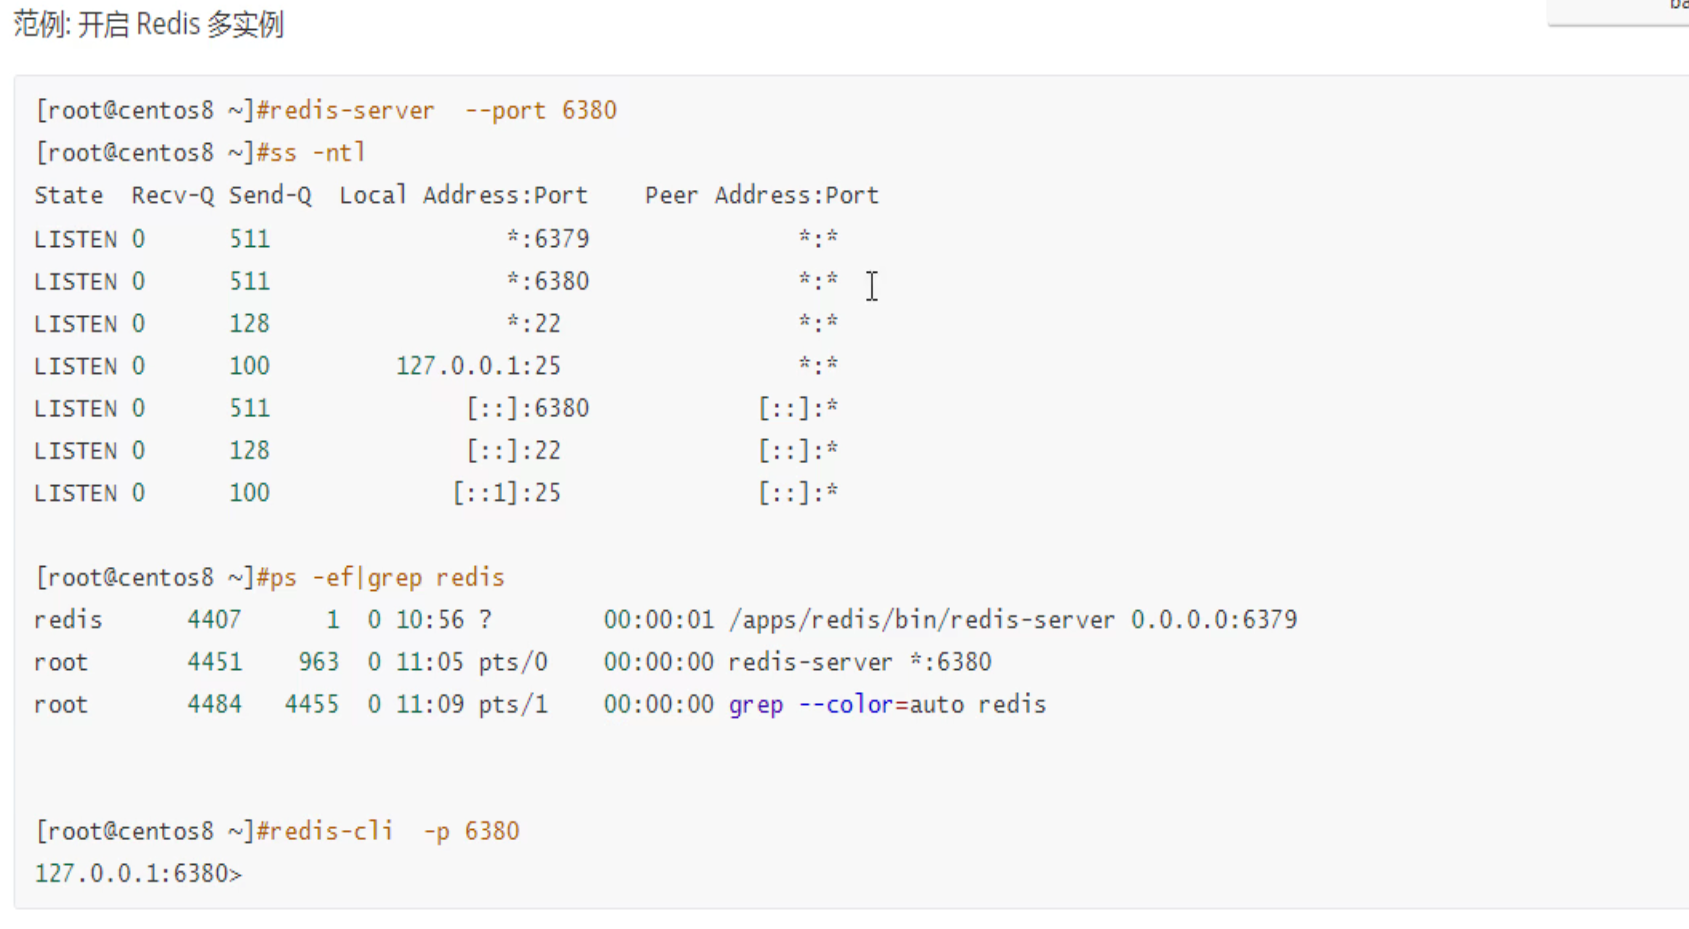 范例: 开启 Redis 多实例
[root@centos8 ~]#redis-server  --port 6380
[root@centos8 ~]#ss -ntl
State  Recv-Q Send-Q  Local Address:Port    Peer Address:Port
LISTEN 0      511                 *:6379               *:*
LISTEN 0      511                 *:6380               *:*
LISTEN 0      128                 *:22                 *:*
LISTEN 0      100         127.0.0.1:25                 *:*
LISTEN 0      511              [::]:6380            [::]:*
LISTEN 0      128              [::]:22              [::]:*
LISTEN 0      100             [::1]:25              [::]:*
[root@centos8 ~]#ps -ef|grep redis
redis      4407      1  0 10:56 ?        00:00:01 /apps/redis/bin/redis-server 0.0.0.0:6379
root       4451    963  0 11:05 pts/0    00:00:00 redis-server *:6380
root       4484   4455  0 11:09 pts/1    00:00:00 grep --color=auto redis
[root@centos8 ~]#redis-cli  -p 6380
127.0.0.1:6380>